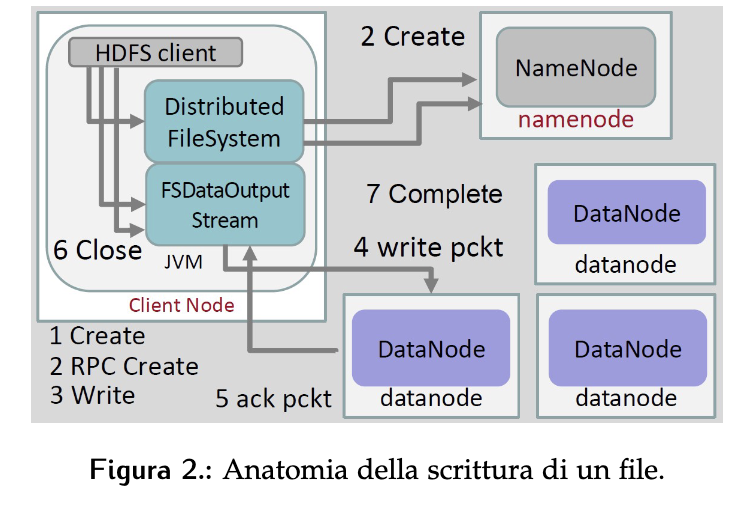 HDFS client
2 Create
NameNode
namenode
Distributed
FileSystem
FSDataOutput
Stream
7 Complete
DataNode
datanode
6 Close
JVM
4 write pckt
Client Node
1 Create
2 RPC Create
3 Write
5 ack pckt
DataNode
datanode
DataNode
datanode
Figura 2.: Anatomia della scrittura di un file.